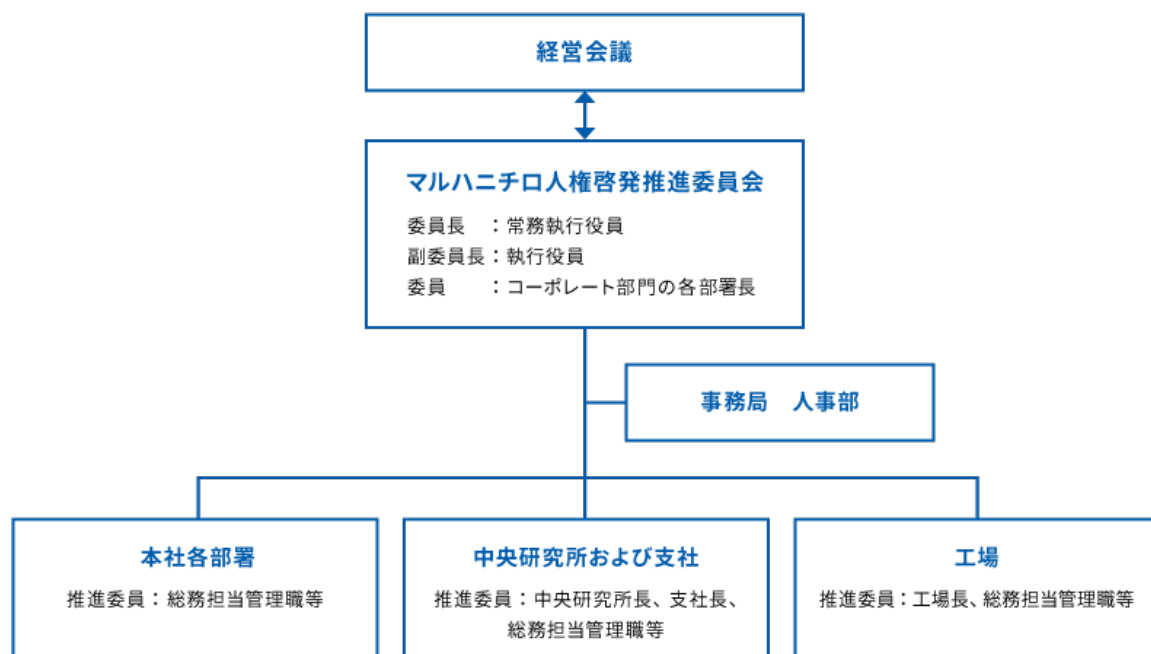 経営会議
マルハニチロ人権啓発推進委員会
委員長　：常務執行役員
副委員長：執行役員
委員　　：コーポレート部門の各部署長
事務局　人事部
本社各部署
推進委員：総務担当管理職等
中央研究所および支社
推進委員：中央研究所長、支社長、
総務担当管理職等
工場
推進委員：工場長、総務担当管理職等